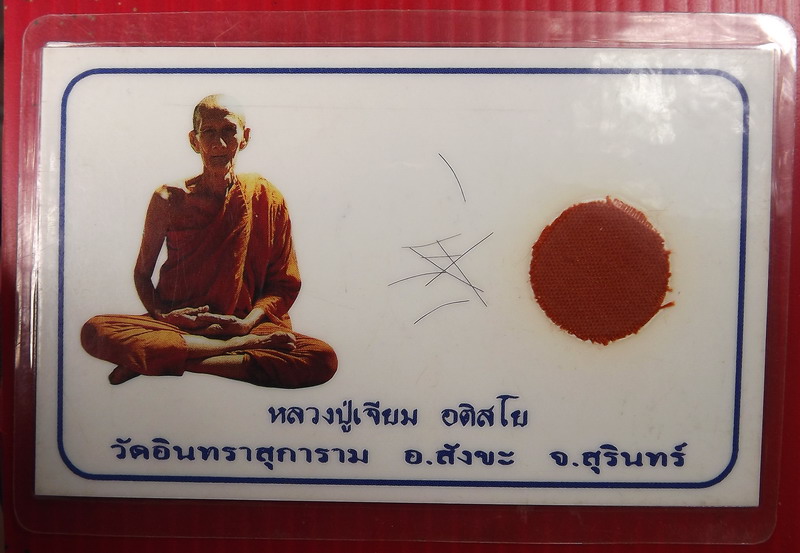 หลวงปู่เจียม อติสโย
วัดอินทราสุการาม อ.สังขะ จ.สุรินทร์